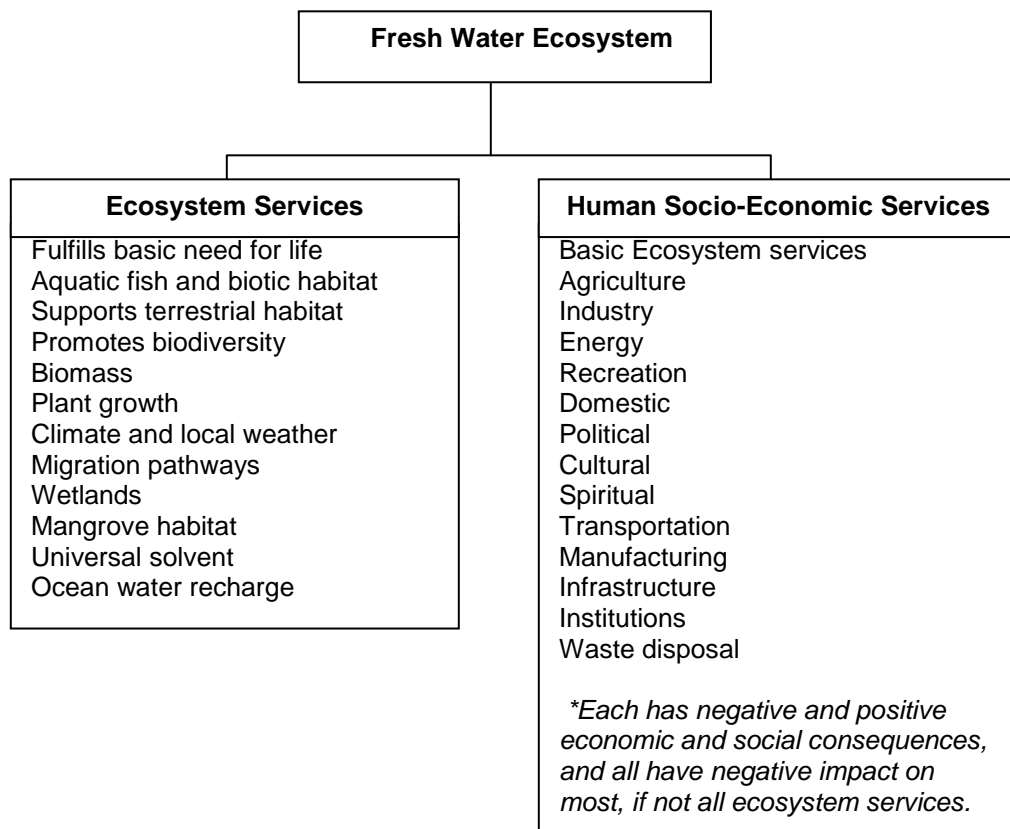 Fresh Water Ecosystem
Ecosystem Services
Fulfills basic need for life
Aquatic fish and biotic habitat
Supports terrestrial habitat
Promotes biodiversity
Biomass
Plant growth
Climate and local weather
Migration pathways
Wetlands
Mangrove habitat
Universal solvent
Ocean water recharge
Human Socio-Economic Services
Basic Ecosystem services
Agriculture
Industry
Energy
Recreation
Domestic
Political
Cultural
Spiritual
Transportation
Manufacturing
Infrastructure
Institutions
Waste disposal
*Each has negative and positive
economic and social consequences,
and all have negative impact on
most, if not all ecosystem services.